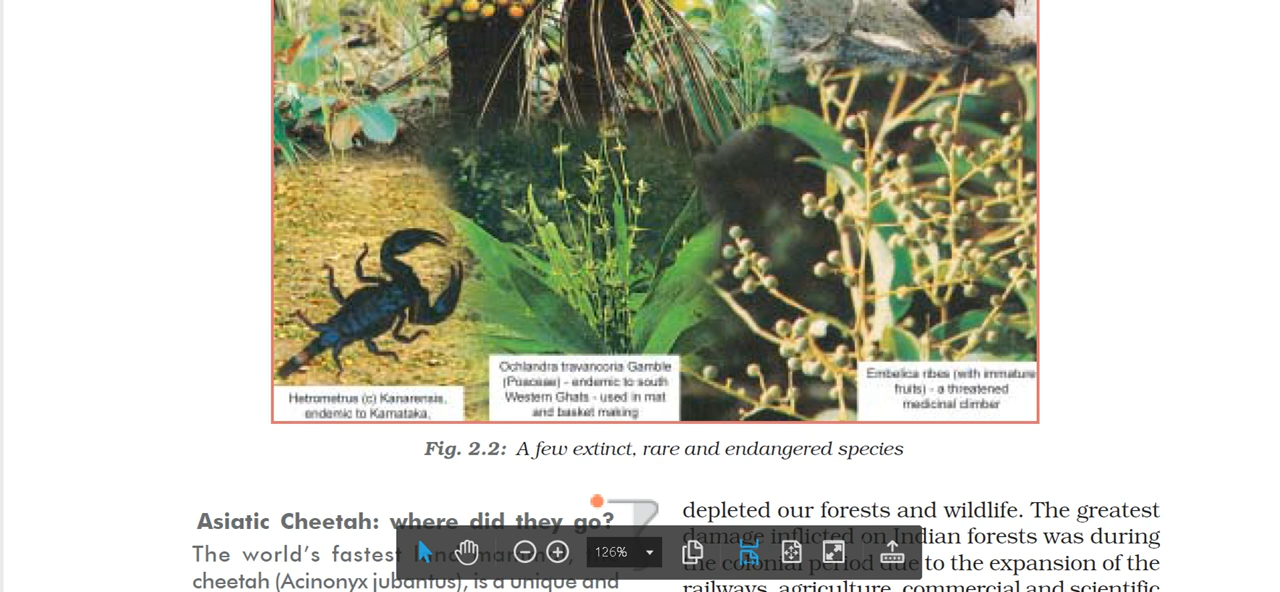 Hetrometrus (c) Kanarensis,
endemic to Karnataka,
Ochlandra travancoria Gamble
(Poaceae) - endemic to south
Western Ghats - used in mat
and basket making
Embelica ribes (with immature
fruits) - a threatened
medicinal climber
Fig. 2.2: A few extinct, rare and endangered species
Asiatic Cheetah: where did they go?
The world's fastest land
cheetah (Acinonyx jubantus), is a unique and
depleted our forests and wildlife. The greatest
damage inflicted on Indian forests was during
the colonial period due to the expansion of the
railways, agriculture, commercial and scientific
126%